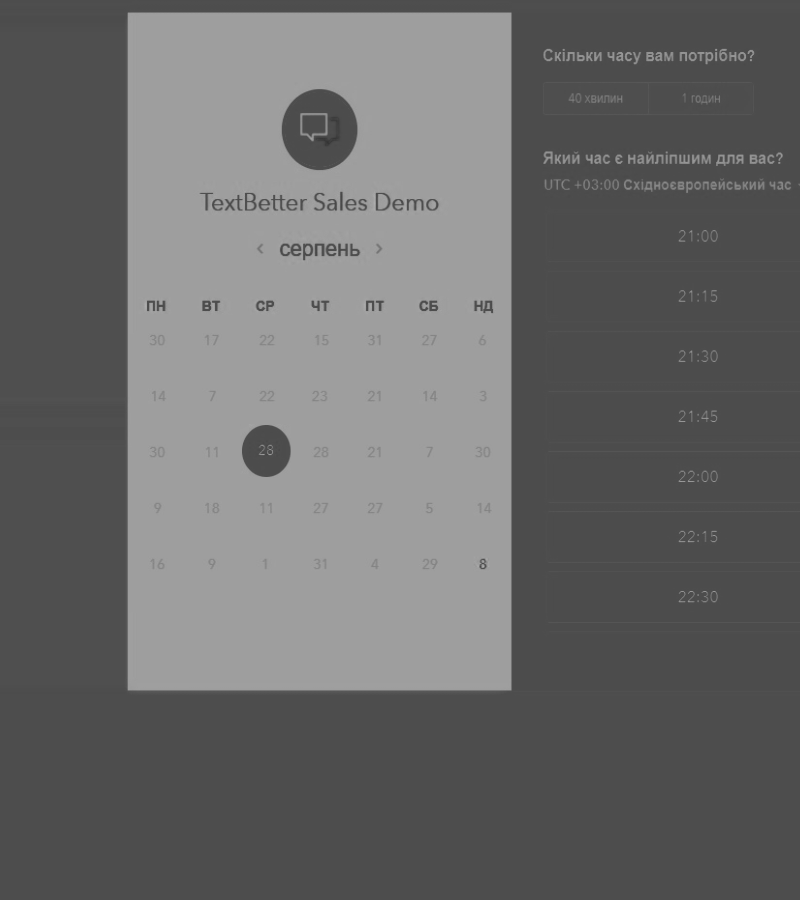 TextBetter Sales Demo
‹ серпень ›
ПН ВТ СР ЧТ ПТ СБ НД
30 17 22 15 31 27 6
14 7 22 23 21 14 3
30 11 28 28 21 7 30
9 18 11 27 27 5 14
16 9 1 31 4 29 8
Скільки часу вам потрібно?
40 хвилин 1 годин
Який час є найліпшим для вас?
UTC +03:00 Східноєвропейський час
21:00
21:15
21:30
21:45
22:00
22:15
22:30